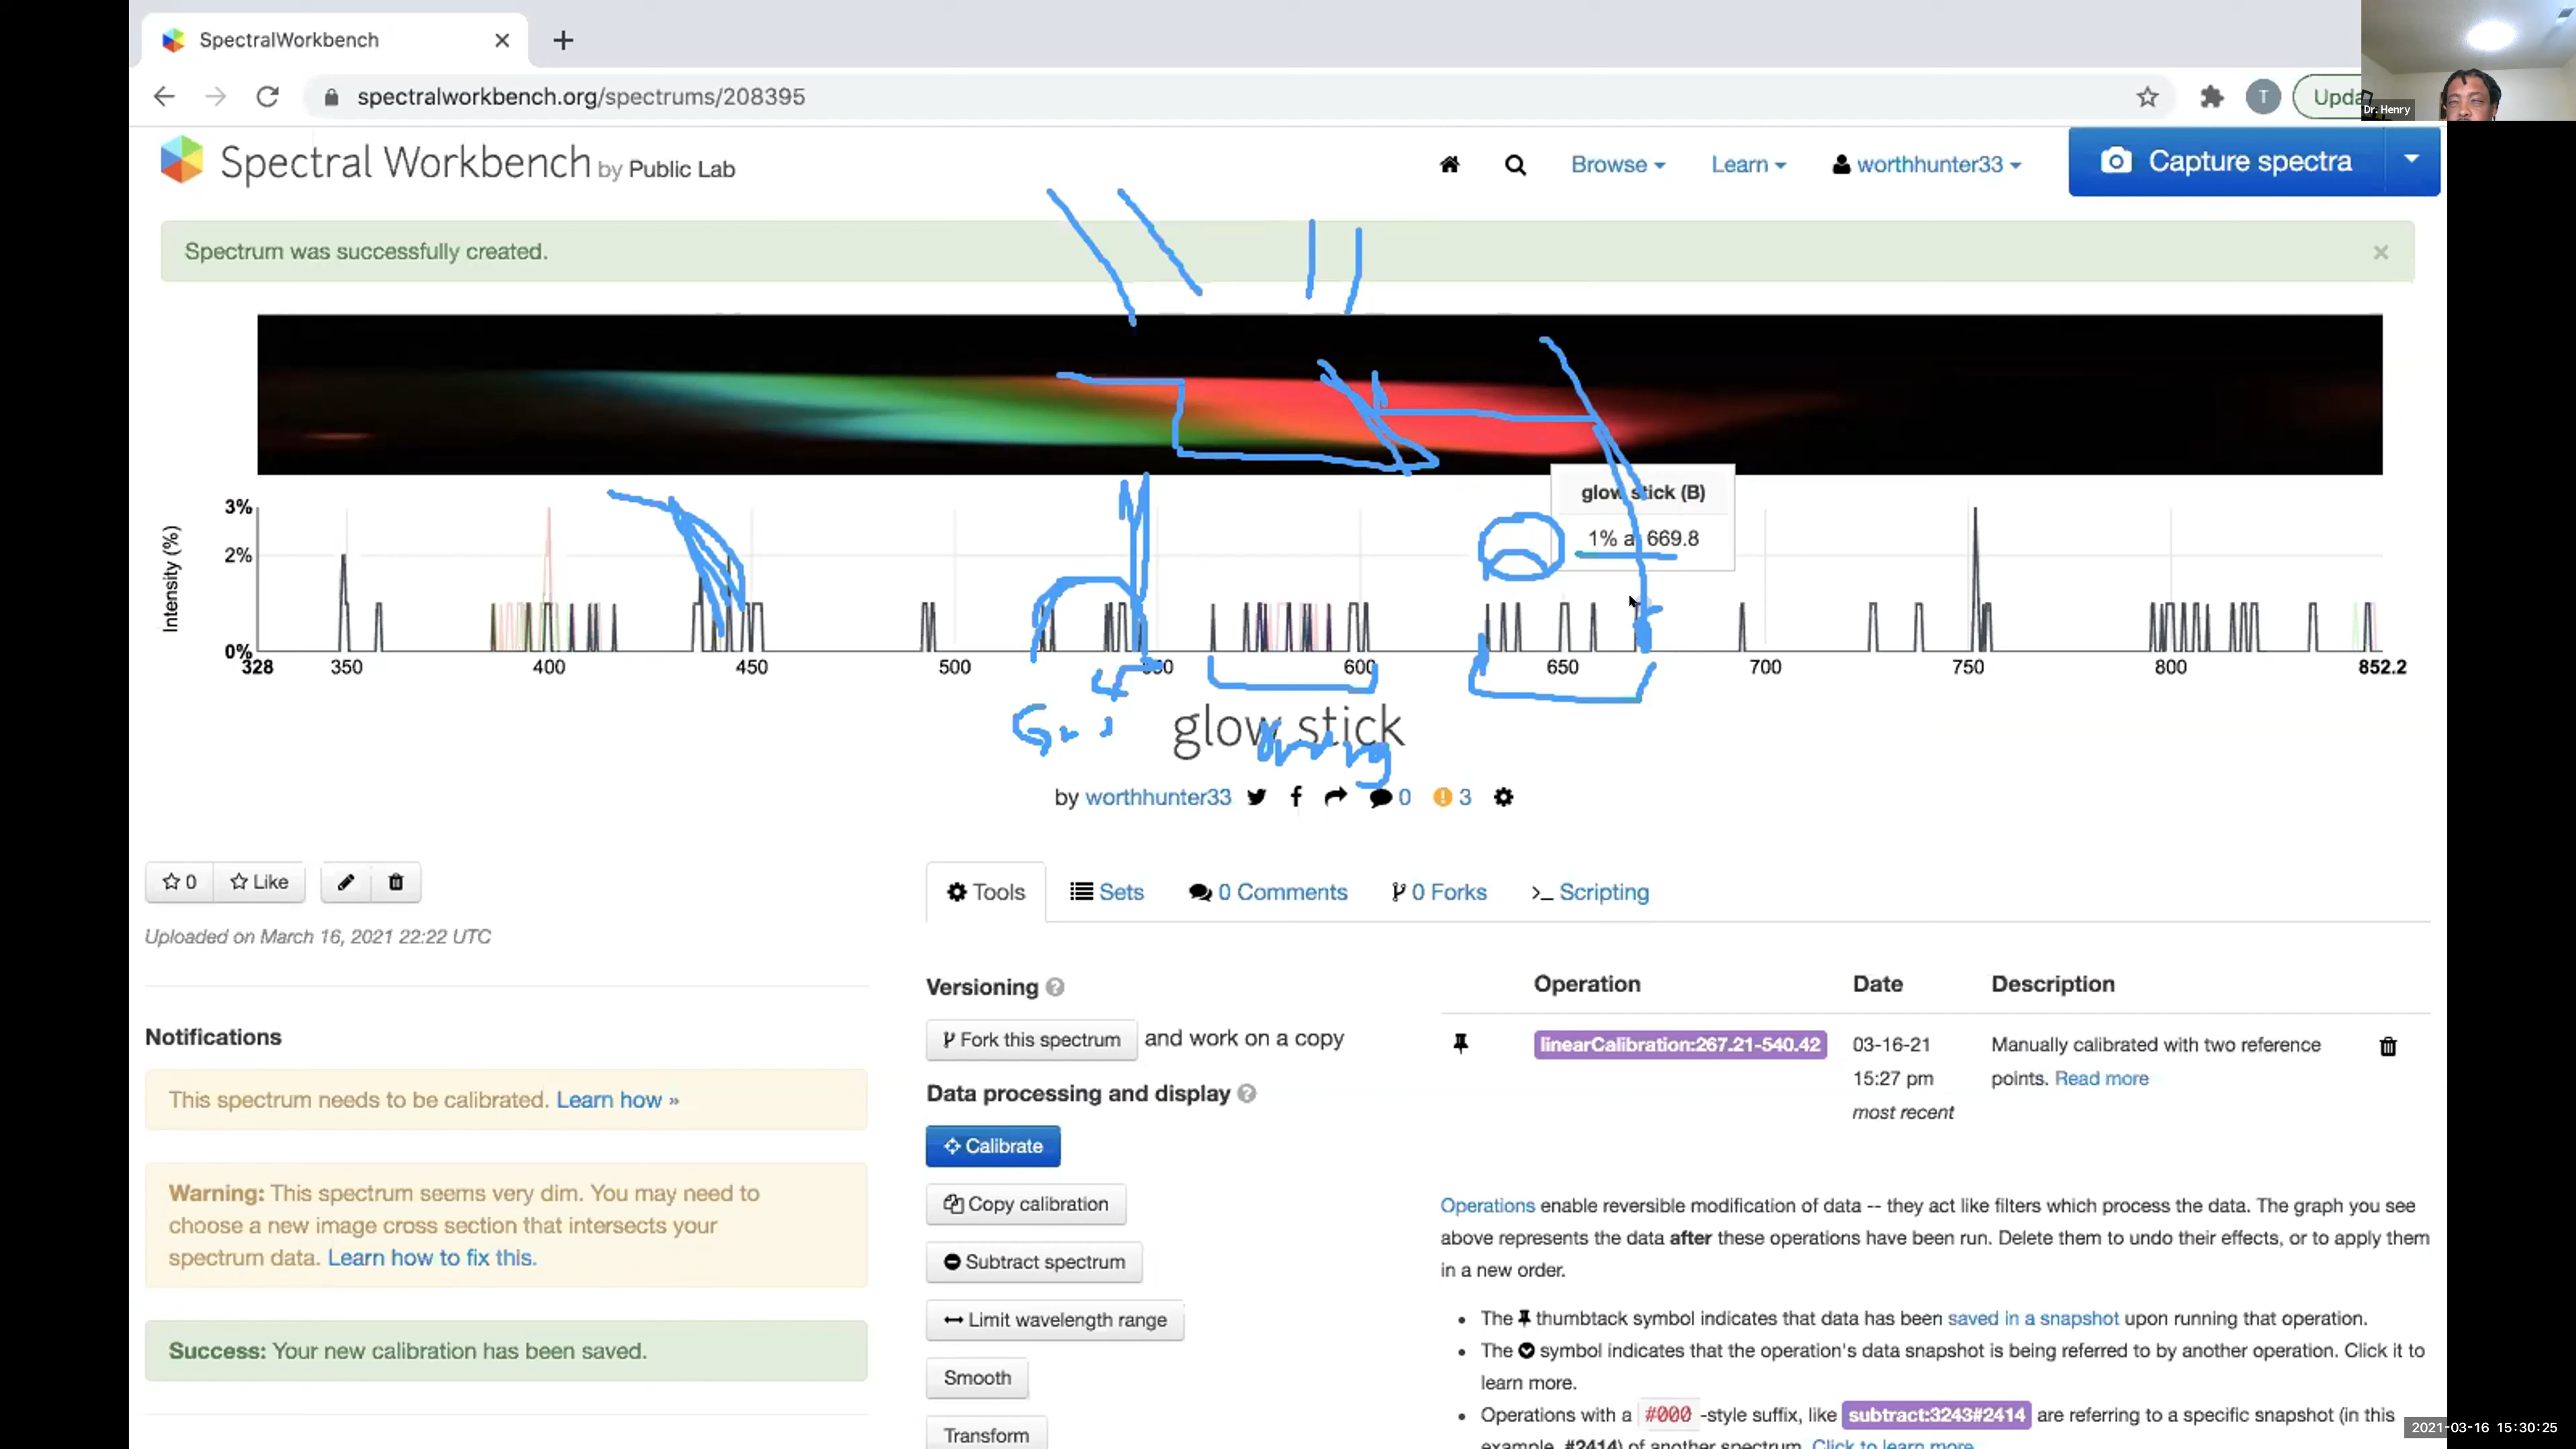 SpectralWorkbench
spectralworkbench.org/spectrums/208395
T
Upda
Dr. Henry
Spectral Workbench by Public Lab
Browse
Learn
worthhunter33
Capture spectra
Spectrum was successfully created.
×
glow stick (B)
1% at 669.8
Intensity (%)
3%
2%
0%
328 350 400 450 500 550 600 650 700 750 800 852.2
glow stick
by worthhunter33 0 3
0 Like
Uploaded on March 16, 2021 22:22 UTC
Notifications
This spectrum needs to be calibrated. Learn how »
Warning: This spectrum seems very dim. You may need to
choose a new image cross section that intersects your
spectrum data. Learn how to fix this.
Success: Your new calibration has been saved.
Tools Sets 0 Comments 0 Forks >_ Scripting
Versioning
Fork this spectrum and work on a copy
Data processing and display
Calibrate
Copy calibration
Subtract spectrum
Limit wavelength range
Smooth
Transform
Operation Date Description
linearCalibration:267.21-540.42
03-16-21
15:27 pm
most recent
Manually calibrated with two reference
points. Read more
Operations enable reversible modification of data -- they act like filters which process the data. The graph you see
above represents the data after these operations have been run. Delete them to undo their effects, or to apply them
in a new order.
• The thumbtack symbol indicates that data has been saved in a snapshot upon running that operation.
• The symbol indicates that the operation's data snapshot is being referred to by another operation. Click it to
learn more.
• Operations with a #000 -style suffix, like subtract:3243#2414 are referring to a specific snapshot (in this
example, #2414) of another spectrum. Click to learn more
2021-03-16 15:30:25